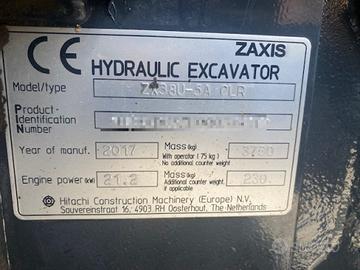 ZAXIS
CE HYDRAULIC EXCAVATOR
Model/type ZX38U-5A CLR
Product-
Identification
Number
Year of manuf. 2017 Mass(kg) With operator (75 kg) No additional counter weight 3760
Engine power (kW) 21.2 Mass(kg) Additional counter weight, if applicable 230
Hitachi Construction Machinery (Europe) N.V.
Souvereinstraat 16, 4903 RH Oosterhout, The Netherlands